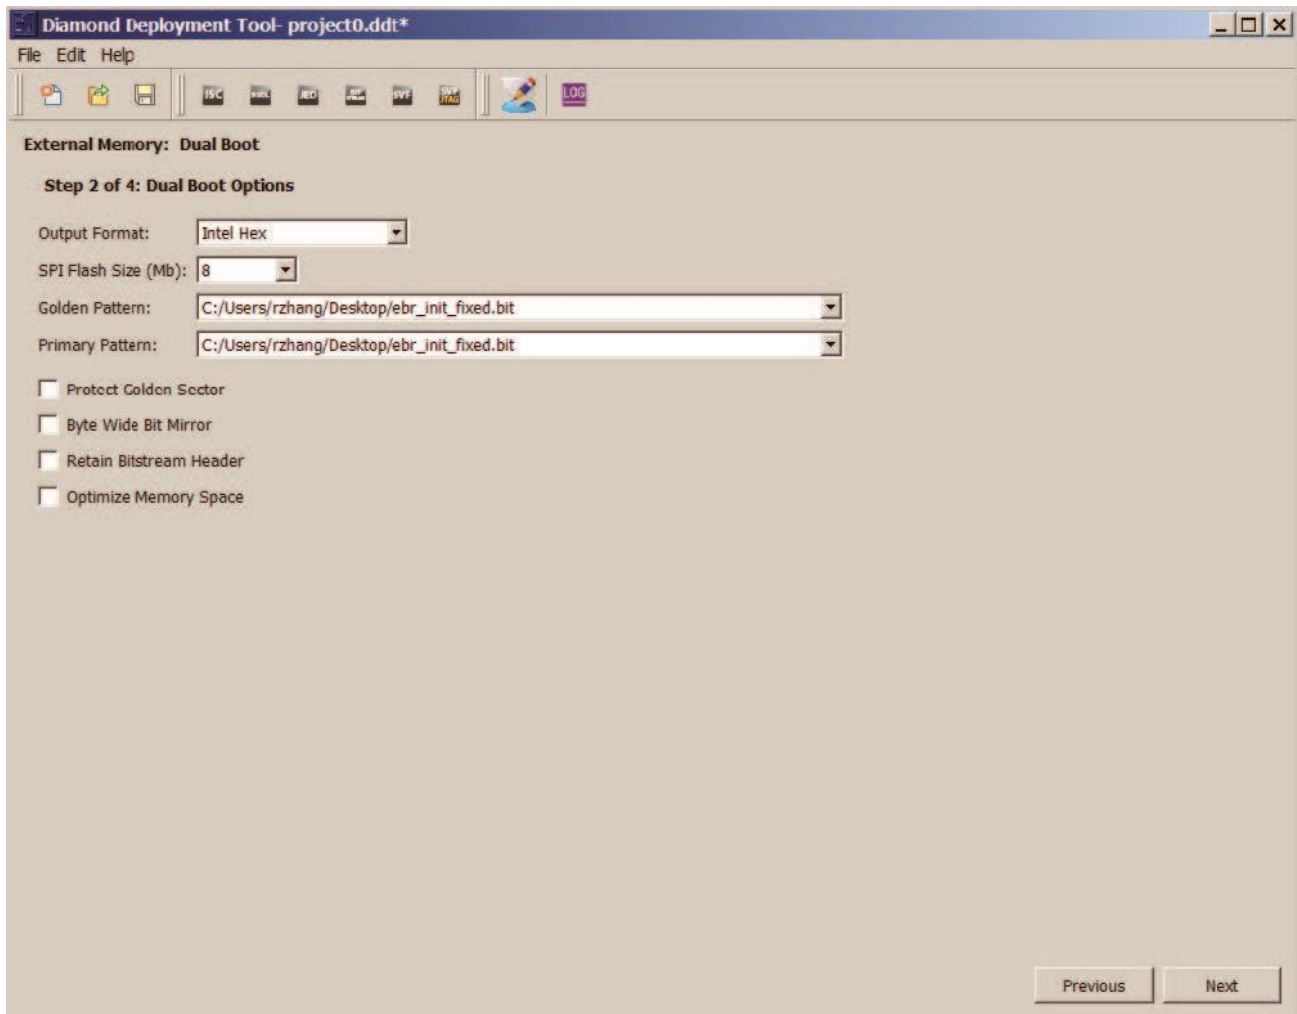 Diamond Deployment Tool- project0.ddt*
File Edit Help
ISC JED SVF SVF JTAG LOG
External Memory: Dual Boot
Step 2 of 4: Dual Boot Options
Output Format: Intel Hex
SPI Flash Size (Mb): 8
Golden Pattern: C:/Users/rzhang/Desktop/ebr_init_fixed.bit
Primary Pattern: C:/Users/rzhang/Desktop/ebr_init_fixed.bit
Protect Golden Sector
Byte Wide Bit Mirror
Retain Bitstream Header
Optimize Memory Space
Previous Next